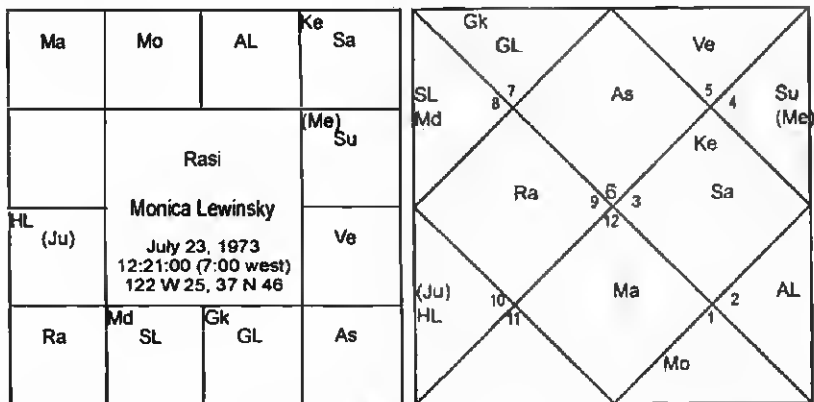 Ma Mo AL Ke
Sa
(Me)
Su
Rasi
Monica Lewinsky
July 23, 1973
12:21:00 (7:00 west)
122 W 25, 37 N 46
HL
(Ju)
Ve
Ra Md
SL Gk
GL As
Gk
GL
Ve
As
SL
Md
7
8
5
4
Su
(Me)
Ke
Ra
9 6 3
12
Sa
(Ju)
HL
10
11
Ma
2
1
AL
Mo